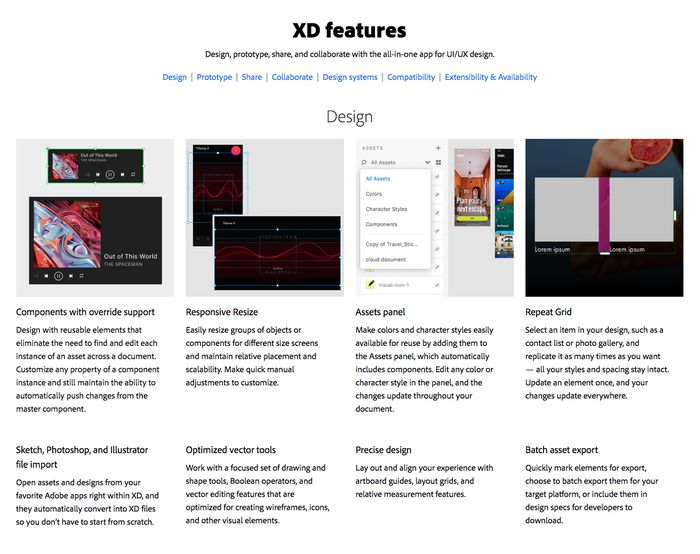 XD features
Design, prototype, share, and collaborate with the all-in-one app for UI/UX design.
Design | Prototype | Share | Collaborate | Design systems | Compatibility | Extensibility & Availability
Design
Out of This World
THE SPACEMAN
Out of This World
THE SPACEMAN
ASSETS
All Assets
All Assets
Colors
Character Styles
Components
Copy of Travel_Stic...
cloud document
Visual-icon-1
Plan your
next escape
Lorem ipsum
Lorem ipsum
Components with override support
Design with reusable elements that
eliminate the need to find and edit each
instance of an asset across a document.
Customize any property of a component
instance and still maintain the ability to
automatically push changes from the
master component.
Responsive Resize
Easily resize groups of objects or
components for different size screens
and maintain relative placement and
scalability. Make quick manual
adjustments to customize.
Assets panel
Make colors and character styles easily
available for reuse by adding them to
the Assets panel, which automatically
includes components. Edit any color or
character style in the panel, and the
changes update throughout your
document.
Repeat Grid
Select an item in your design, such as a
contact list or photo gallery, and
replicate it as many times as you want
— all your styles and spacing stay intact.
Update an element once, and your
changes update everywhere.
Sketch, Photoshop, and Illustrator
file import
Open assets and designs from your
favorite Adobe apps right within XD, and
they automatically convert into XD files
so you don't have to start from scratch.
Optimized vector tools
Work with a focused set of drawing and
shape tools, Boolean operators, and
vector editing features that are
optimized for creating wireframes, icons,
and other visual elements.
Precise design
Lay out and align your experience with
artboard guides, layout grids, and
relative measurement features.
Batch asset export
Quickly mark elements for export,
choose to batch export them for your
target platform, or include them in
design specs for developers to
download.